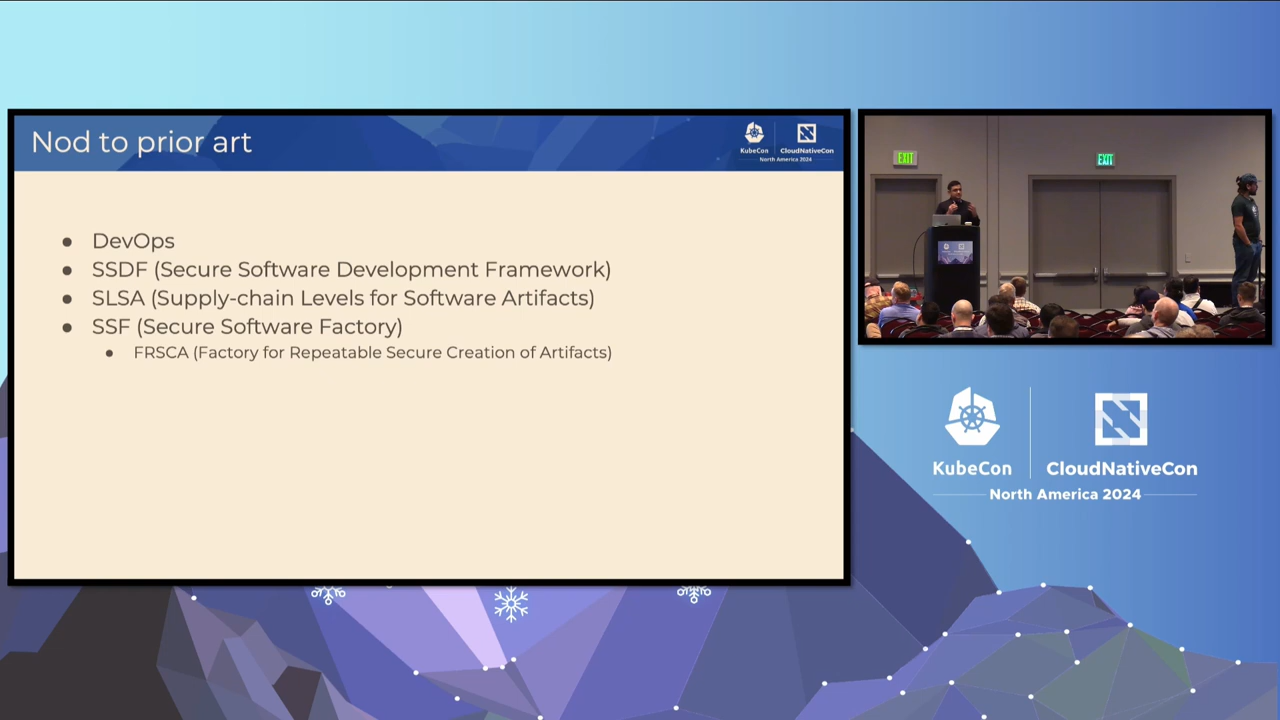 Nod to prior art
KubeCon
CloudNativeCon
North America 2024
DevOps
SSDF (Secure Software Development Framework)
SLSA (Supply-chain Levels for Software Artifacts)
SSF (Secure Software Factory)
FRSCA (Factory for Repeatable Secure Creation of Artifacts)
EXIT
EXIT
KubeCon
CloudNativeCon
North America 2024